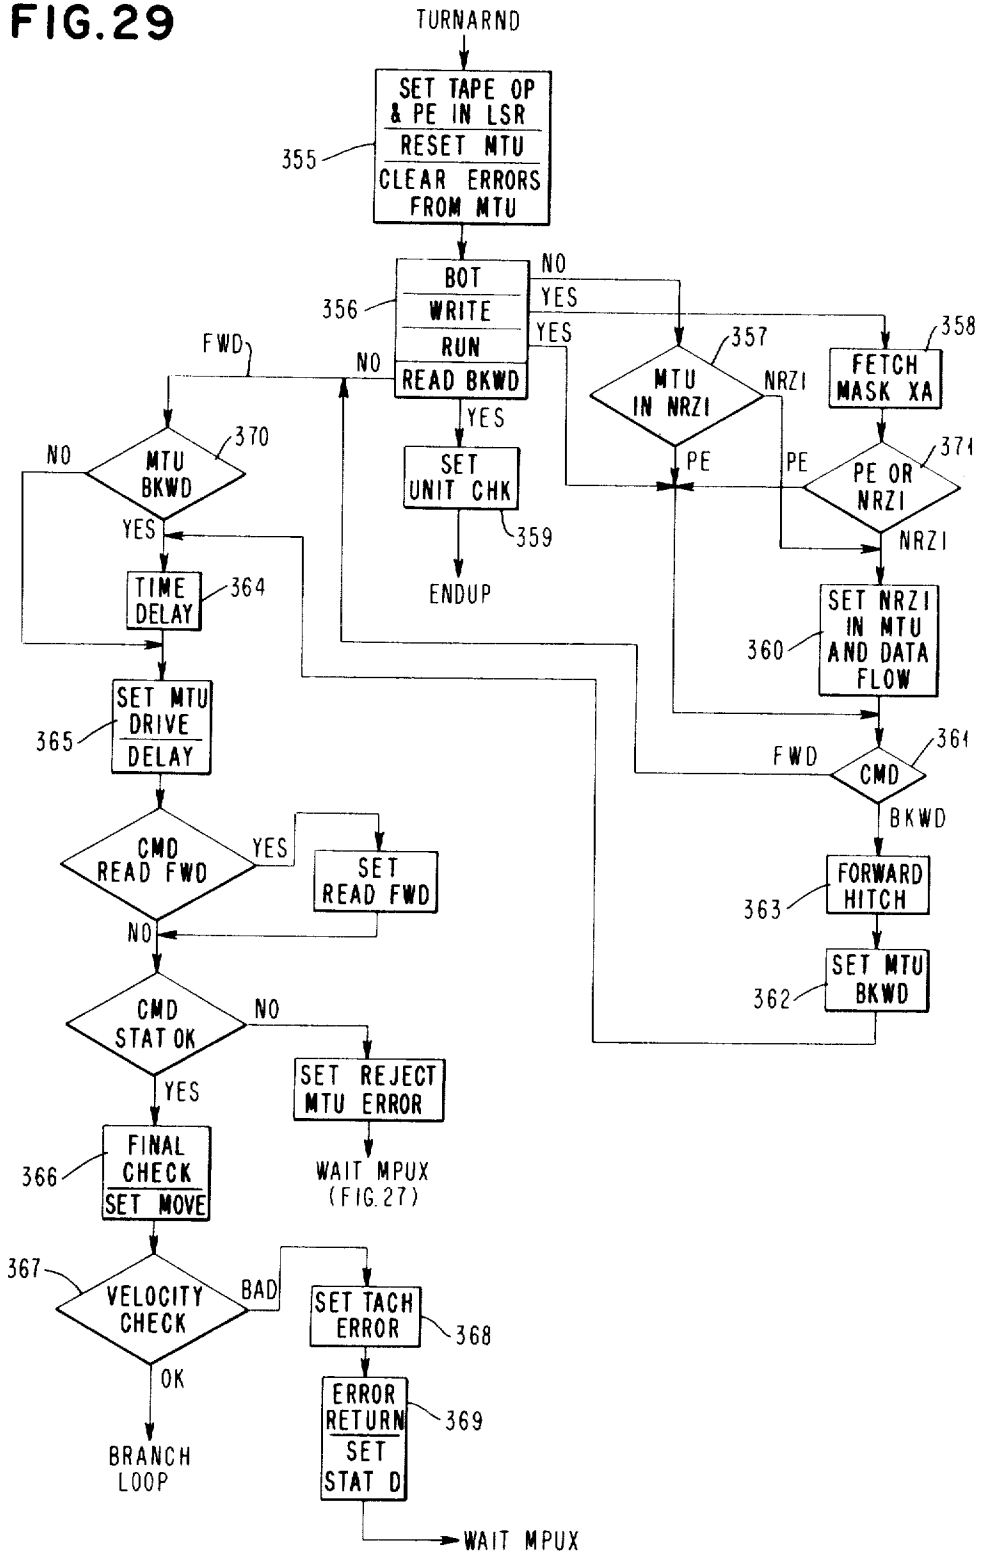 FIG.29
TURNARND
SET TAPE OP
& PE IN LSR
RESET MTU
CLEAR ERRORS
FROM MTU
355
BOT
WRITE
RUN
READ BKWD
356
NO
YES
YES
NO
FWD
YES
357
MTU
IN NRZI
NRZI
PE
358
FETCH
MASK XA
371
PE OR
NRZI
PE
NRZI
SET
UNIT CHK
359
ENDUP
370
MTU
BKWD
NO
YES
TIME
DELAY
364
SET NRZI
IN MTU
AND DATA
FLOW
360
SET MTU
DRIVE
DELAY
365
361
CMD
FWD
BKWD
CMD
READ FWD
YES
NO
SET
READ FWD
FORWARD
HITCH
363
SET MTU
BKWD
362
CMD
STAT OK
NO
YES
SET REJECT
MTU ERROR
WAIT MPUX
(FIG.27)
FINAL
CHECK
SET MOVE
366
367
VELOCITY
CHECK
BAD
OK
SET TACH
ERROR
368
ERROR
RETURN
SET
STAT D
369
BRANCH
LOOP
WAIT MPUX